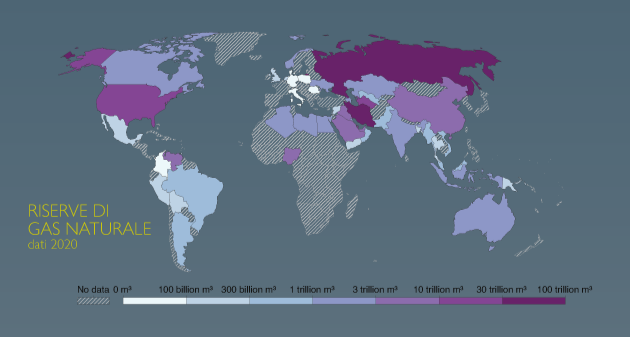 RISERVE DI
GAS NATURALE
dati 2020
No data 0 m³ 100 billion m³ 300 billion m³ 1 trillion m³ 3 trillion m³ 10 trillion m³ 30 trillion m³ 100 trillion m³